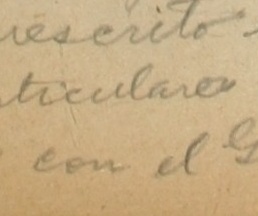 rescrito
ticulares
con el G